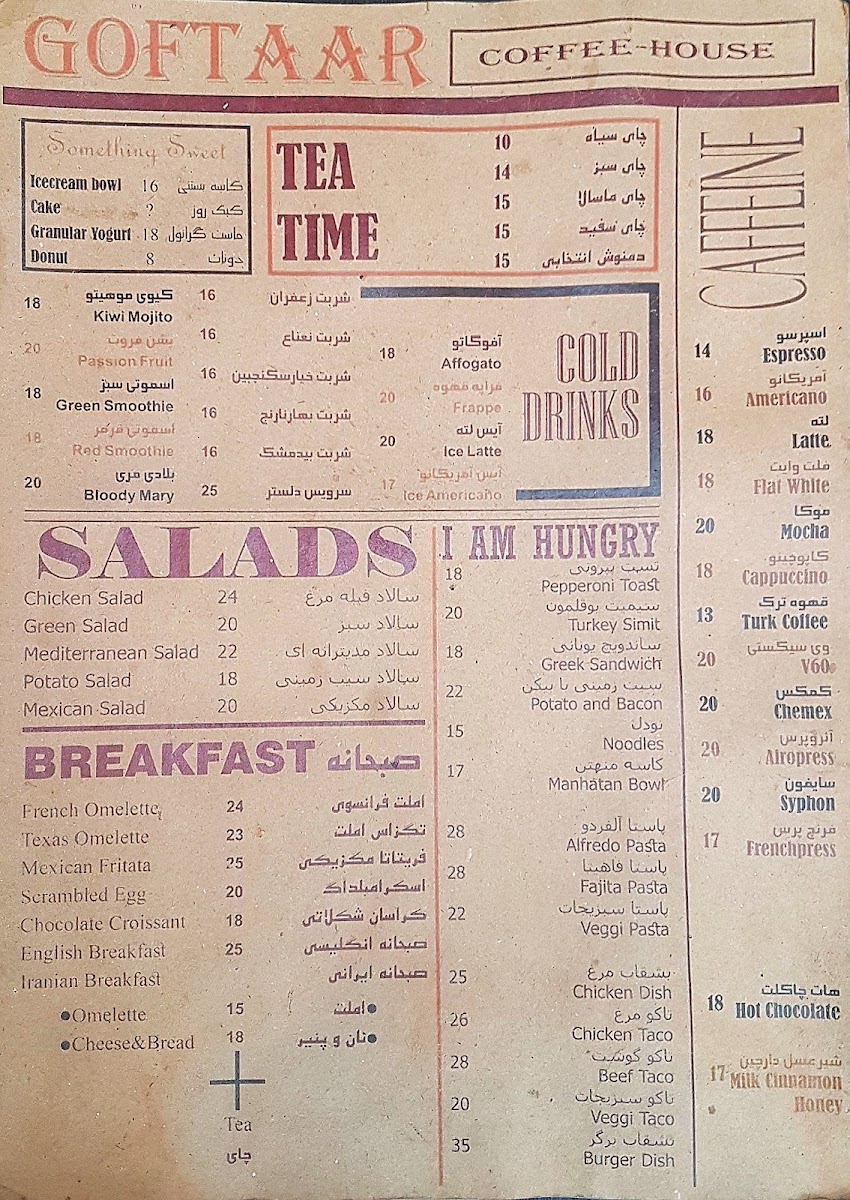 GOFTAAR
COFFEE-HOUSE
Something Sweet
Icecream bowl 16 کاسه بستنی
Cake ? کیک روز
Granular Yogurt 18 ماست گرانول
Donut 8 دونات
TEA
TIME
10 چای سیاه
14 چای سبز
15 چای ماسالا
15 چای سفید
15 دمنوش انتخابی
18 کیوی موهیتو
Kiwi Mojito
20 پشن فروت
Passion Fruit
18 اسموتی سبز
Green Smoothie
18 اسموتی قرمز
Red Smoothie
20 بلادی مری
Bloody Mary
16 شربت زعفران
16 شربت نعناع
16 شربت خیارسکنجبین
16 شربت بهارنارنج
16 شربت بیدمشک
25 سرویس دلستر
COLD
DRINKS
18 آفوگاتو
Affogato
20 فراپه قهوه
Frappe
20 آیس لته
Ice Latte
17 آیس آمریکانو
Ice Americano
SALADS
Chicken Salad 24 سالاد فیله مرغ
Green Salad 20 سالاد سبز
Mediterranean Salad 22 سالاد مدیترانه ای
Potato Salad 18 سالاد سیب زمینی
Mexican Salad 20 سالاد مکزیکی
BREAKFAST صبحانه
French Omelette 24 املت فرانسوی
Texas Omelette 23 تگزاس املت
Mexican Fritata 25 فریتاتا مکزیکی
Scrambled Egg 20 اسکرامبلداگ
Chocolate Croissant 18 کراسان شکلاتی
English Breakfast 25 صبحانه انگلیسی
Iranian Breakfast صبحانه ایرانی
●Omelette 15 ●املت
●Cheese&Bread 18 ●نان و پنیر
+
Tea
چای
I AM HUNGRY
18 تست پپرونی
Pepperoni Toast
20 سیمیت بوقلمون
Turkey Simit
18 ساندویچ یونانی
Greek Sandwich
22 سیب زمینی با بیکن
Potato and Bacon
15 نودل
Noodles
17 کاسه منهتن
Manhatan Bowl
28 پاستا آلفردو
Alfredo Pasta
28 پاستا فاهیتا
Fajita Pasta
22 پاستا سبزیجات
Veggi Pasta
25 بشقاب مرغ
Chicken Dish
26 تاکو مرغ
Chicken Taco
28 تاکو گوشت
Beef Taco
20 تاکو سبزیجات
Veggi Taco
35 بشقاب برگر
Burger Dish
CAFFEINE
14 اسپرسو
Espresso
16 آمریکانو
Americano
18 لته
Latte
18 فلت وایت
Flat White
20 موکا
Mocha
18 کاپوچینو
Cappuccino
13 قهوه ترک
Turk Coffee
20 وی سیکستی
V60
20 کمکس
Chemex
20 آئروپرس
Airopress
20 سایفون
Syphon
17 فرنچ پرس
Frenchpress
18 هات چاکلت
Hot Chocolate
17 شیر عسل دارچین
Milk Cinnamon
Honey